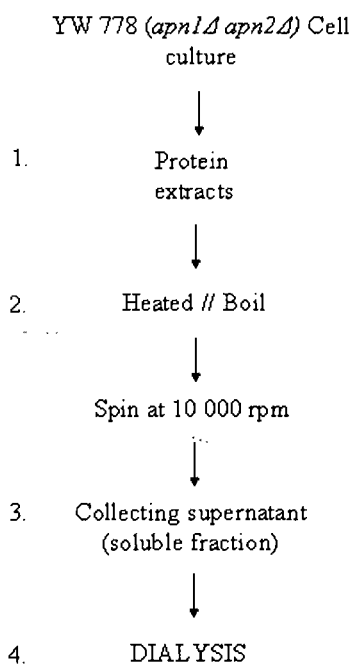 YW 778 (apn1Δ apn2Δ) Cell
culture
1. Protein
extracts
2. Heated // Boil
Spin at 10 000 rpm
3. Collecting supernatant
(soluble fraction)
4. DIALYSIS